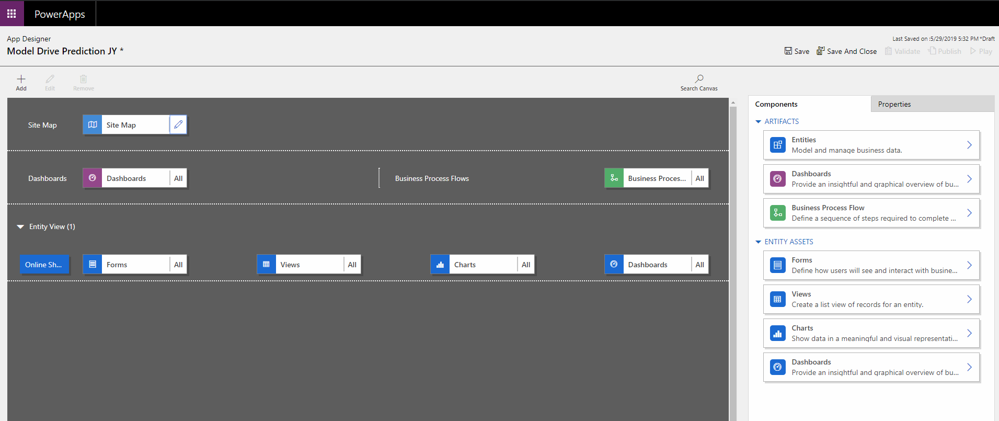 PowerApps
App Designer
Model Drive Prediction JY *
Last Saved on :5/29/2019 5:32 PM *Draft
Save
Save And Close
Validate
Publish
Play
Add
Edit
Remove
Search Canvas
Site Map
Site Map
Dashboards
Dashboards
All
Business Process Flows
Business Proces...
All
Entity View (1)
Online Sh...
Forms
All
Views
All
Charts
All
Dashboards
All
Components
Properties
ARTIFACTS
Entities
Model and manage business data.
Dashboards
Provide an insightful and graphical overview of bu...
Business Process Flow
Define a sequence of steps required to complete ...
ENTITY ASSETS
Forms
Define how users will see and interact with busine...
Views
Create a list view of records for an entity.
Charts
Show data in a meaningful and visual representati...
Dashboards
Provide an insightful and graphical overview of bu...